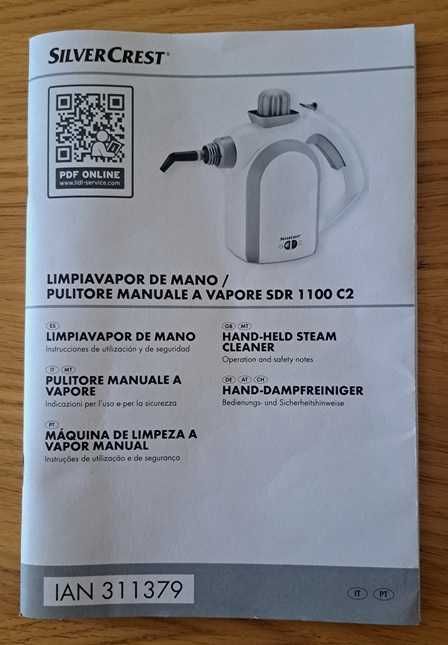 SILVERCREST®
PDF ONLINE
www.lidl-service.com
SILVERCREST
LIMPIAVAPOR DE MANO /
PULITORE MANUALE A VAPORE SDR 1100 C2
ES
LIMPIAVAPOR DE MANO
Instrucciones de utilización y de seguridad
IT MT
PULITORE MANUALE A
VAPORE
Indicazioni per l'uso e per la sicurezza
PT
MÁQUINA DE LIMPEZA A
VAPOR MANUAL
Instruções de utilização e de segurança
GB MT
HAND-HELD STEAM
CLEANER
Operation and safety notes
DE AT CH
HAND-DAMPFREINIGER
Bedienungs- und Sicherheitshinweise
IAN 311379
IT PT